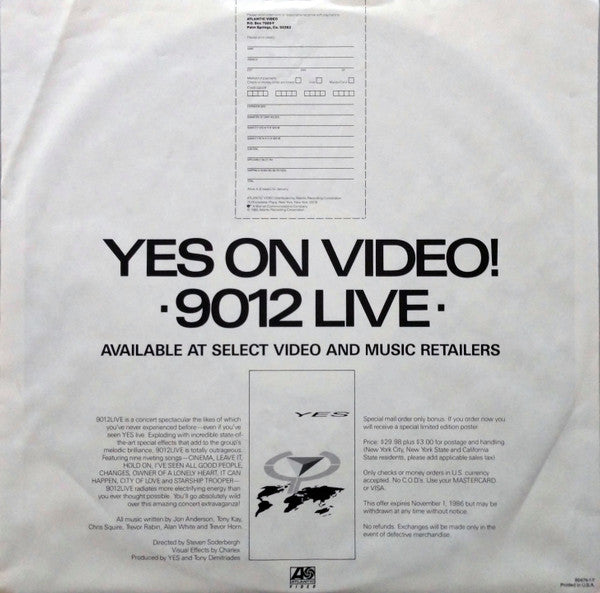 ATLANTIC VIDEO
P.O. Box
Palm Springs, Ca.
YES ON VIDEO!
·9012 LIVE·
AVAILABLE AT SELECT VIDEO AND MUSIC RETAILERS
YES
9012LIVE is a concert spectacular the likes of which
you've never experienced before—even if you've
seen YES live. Exploding with incredible state-of-
the-art special effects that add to the group's
melodic brilliance, 9012LIVE is totally outrageous.
Featuring nine riveting songs—CINEMA, LEAVE IT,
HOLD ON, I'VE SEEN ALL GOOD PEOPLE,
CHANGES, OWNER OF A LONELY HEART, IT CAN
HAPPEN, CITY OF LOVE and STARSHIP TROOPER—
9012LIVE radiates more electrifying energy than
you ever thought possible. You'll be absolutely wild
over this amazing concert extravaganza!
All music written by Jon Anderson, Tony Kay,
Chris Squire, Trevor Rabin, Alan White and Trevor Horn.
Directed by Steven Soderbergh
Visual Effects by Charlex
Produced by YES and Tony Dimitriades
Special mail order only bonus. If you order now you
will receive a special limited edition poster.
Price: $29.98 plus $3.00 for postage and handling
(New York City, New York State and California
State residents, please add applicable sales tax)
Only checks or money orders in U.S. currency
accepted. No C.O.D's. Use your MASTERCARD
or VISA.
This offer expires November 1, 1986 but may be
withdrawn at any time without notice.
No refunds. Exchanges will be made only in the
event of defective merchandise.
ATLANTIC
VIDEO
Printed in U.S.A.